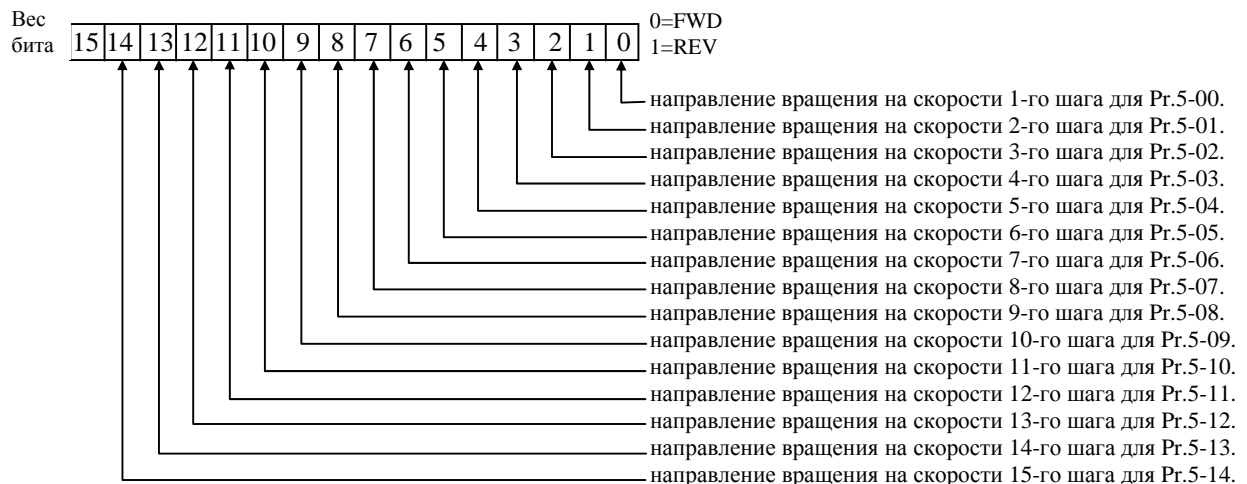 Вес
бита
15 14 13 12 11 10 9 8 7 6 5 4 3 2 1 0
0=FWD
1=REV
направление вращения на скорости 1-го шага для Pr.5-00.
направление вращения на скорости 2-го шага для Pr.5-01.
направление вращения на скорости 3-го шага для Pr.5-02.
направление вращения на скорости 4-го шага для Pr.5-03.
направление вращения на скорости 5-го шага для Pr.5-04.
направление вращения на скорости 6-го шага для Pr.5-05.
направление вращения на скорости 7-го шага для Pr.5-06.
направление вращения на скорости 8-го шага для Pr.5-07.
направление вращения на скорости 9-го шага для Pr.5-08.
направление вращения на скорости 10-го шага для Pr.5-09.
направление вращения на скорости 11-го шага для Pr.5-10.
направление вращения на скорости 12-го шага для Pr.5-11.
направление вращения на скорости 13-го шага для Pr.5-12.
направление вращения на скорости 14-го шага для Pr.5-13.
направление вращения на скорости 15-го шага для Pr.5-14.